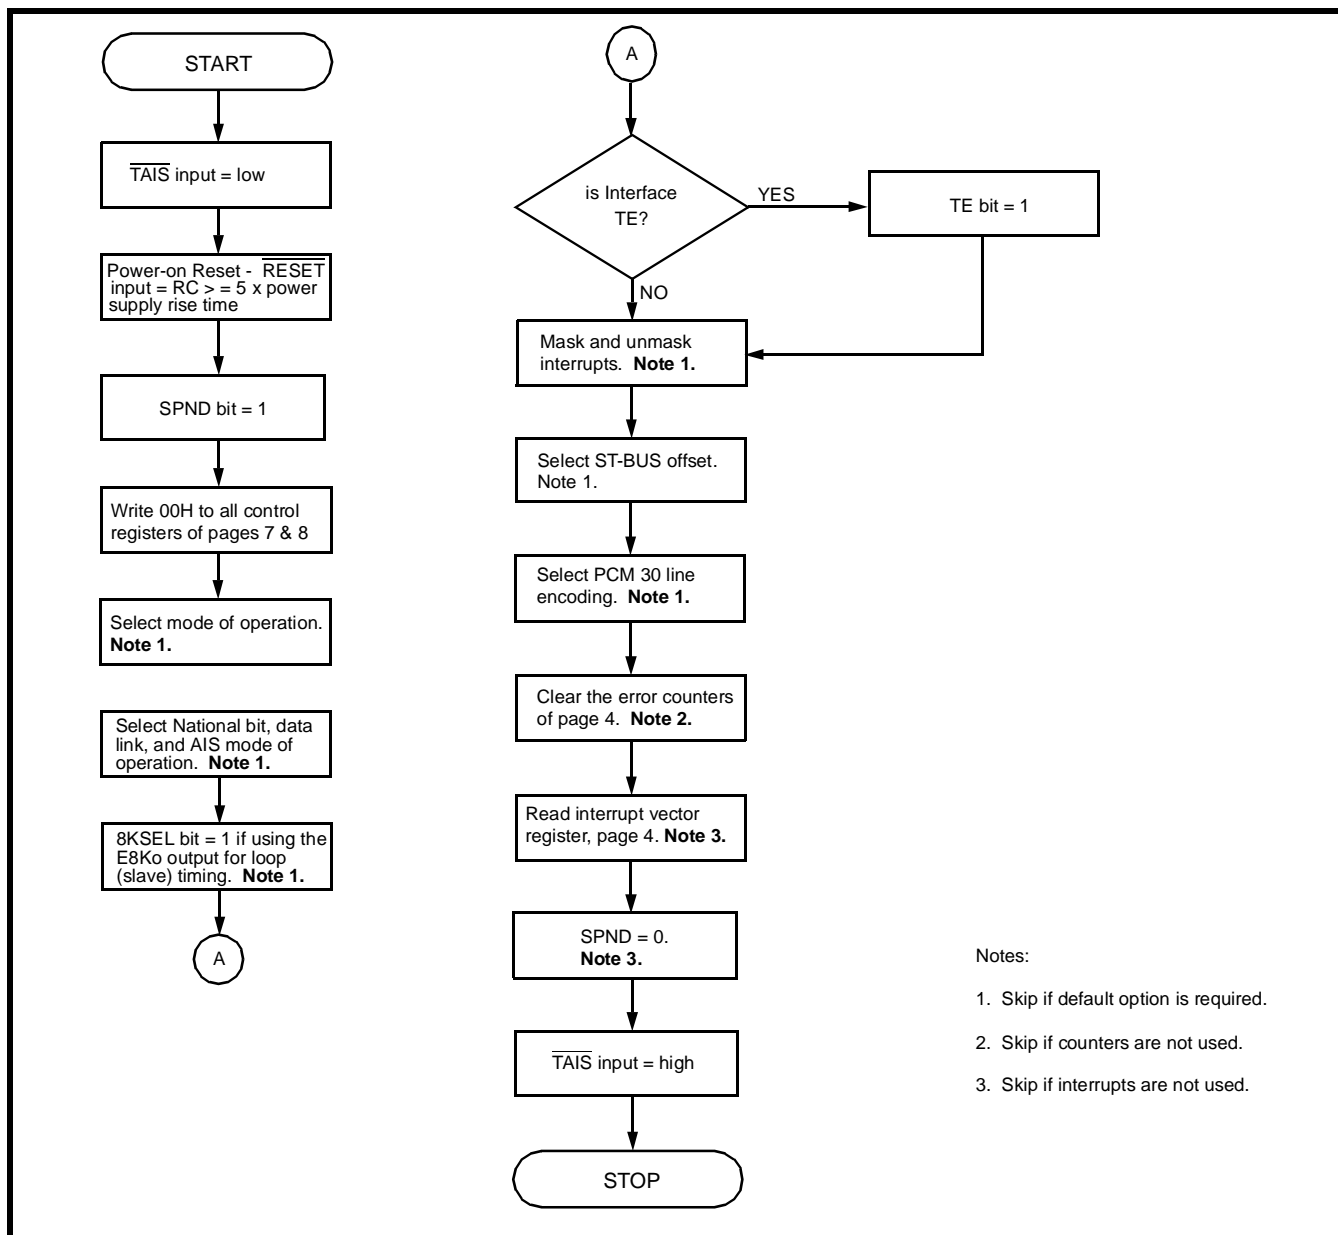 START
TAIS input = low
Power-on Reset - RESET
input = RC > = 5 x power
supply rise time
SPND bit = 1
Write 00H to all control
registers of pages 7 & 8
Select mode of operation.
Note 1.
Select National bit, data
link, and AIS mode of
operation. Note 1.
8KSEL bit = 1 if using the
E8Ko output for loop
(slave) timing. Note 1.
A
A
is Interface
TE?
YES
TE bit = 1
NO
Mask and unmask
interrupts. Note 1.
Select ST-BUS offset.
Note 1.
Select PCM 30 line
encoding. Note 1.
Clear the error counters
of page 4. Note 2.
Read interrupt vector
register, page 4. Note 3.
SPND = 0.
Note 3.
TAIS input = high
STOP
Notes:
1. Skip if default option is required.
2. Skip if counters are not used.
3. Skip if interrupts are not used.